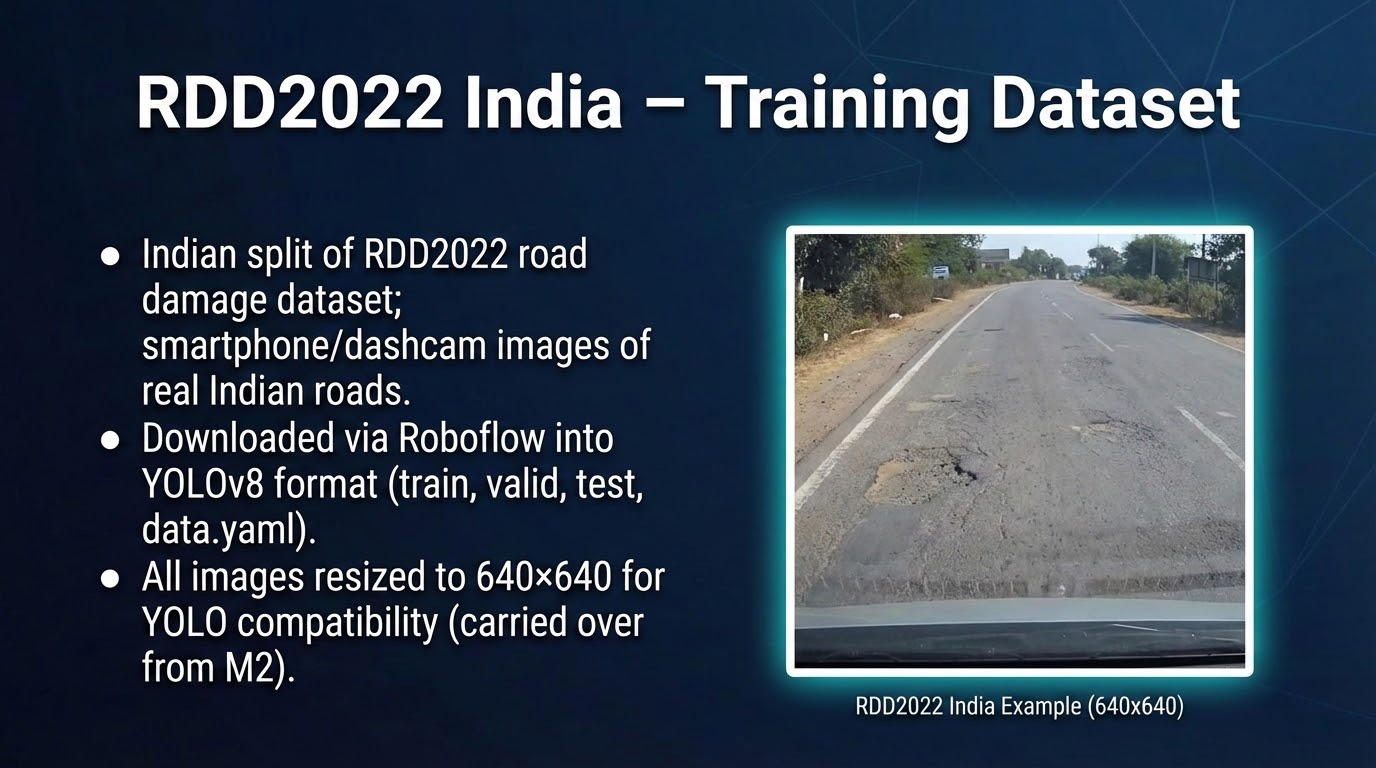 RDD2022 India – Training Dataset
● Indian split of RDD2022 road
damage dataset;
smartphone/dashcam images of
real Indian roads.
● Downloaded via Roboflow into
YOLOv8 format (train, valid, test,
data.yaml).
● All images resized to 640×640 for
YOLO compatibility (carried over
from M2).
RDD2022 India Example (640x640)